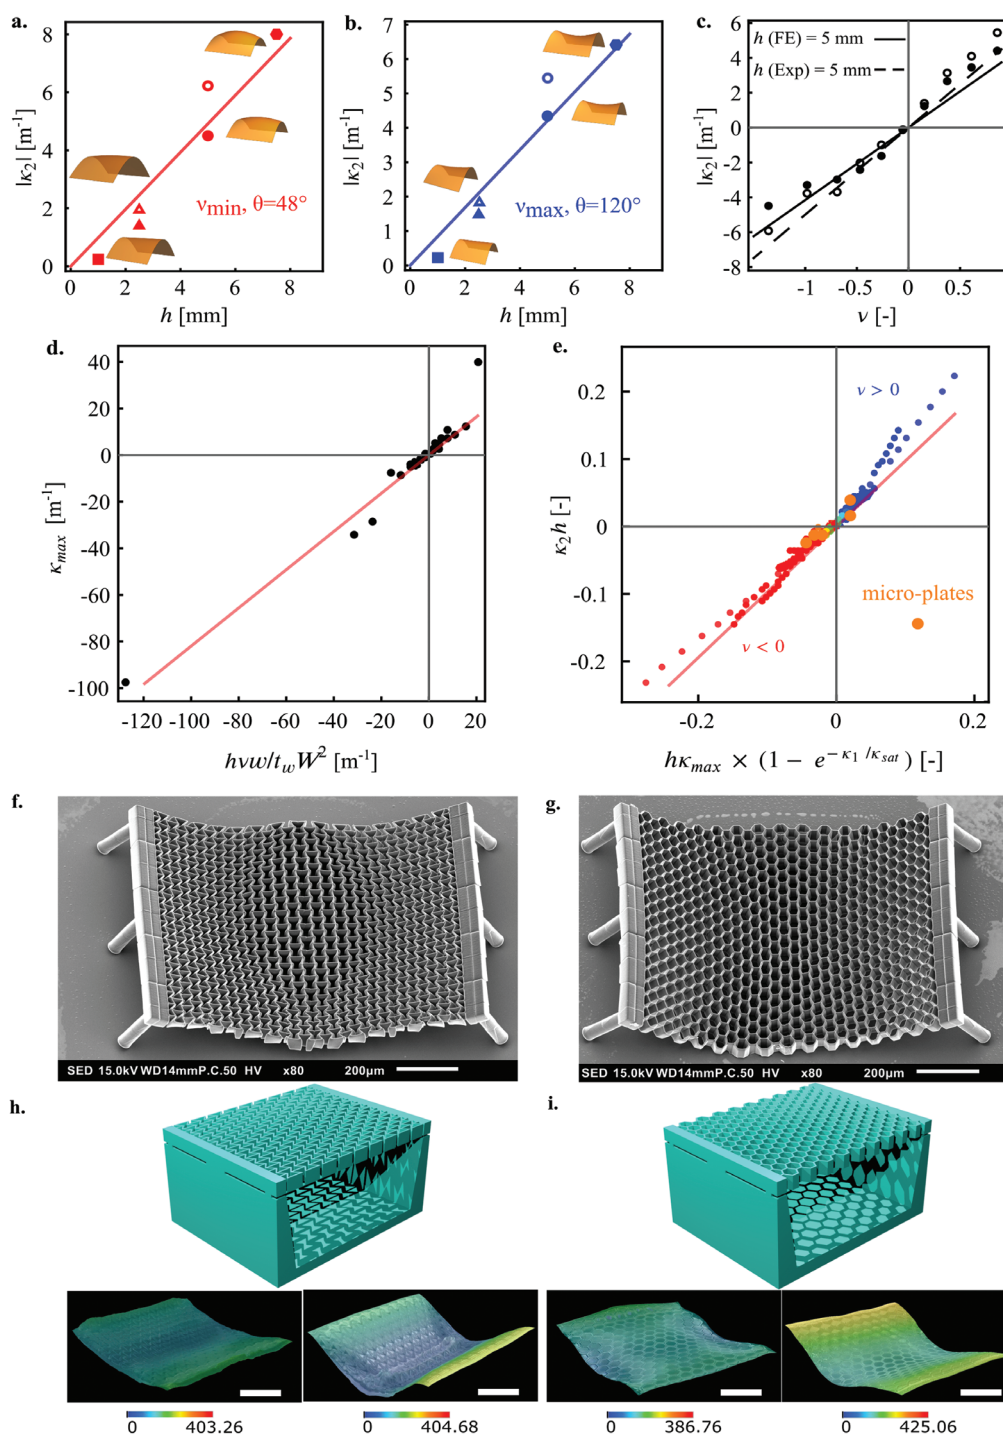 a.
|κ₂| [m⁻¹]
8
6
4
2
0
ν_min, θ=48°
0 2 4 6 8
h [mm]
b.
|κ₂| [m⁻¹]
7
6
5
4
3
2
1
0
ν_max, θ=120°
0 2 4 6 8
h [mm]
c.
|κ₂| [m⁻¹]
6
4
2
0
-2
-4
-6
-8
h (FE) = 5 mm
h (Exp) = 5 mm
-1 -0.5 0 0.5
ν [-]
d.
κ_max [m⁻¹]
40
20
0
-20
-40
-60
-80
-100
-120 -100 -80 -60 -40 -20 0 20
hνw/t_wW² [m⁻¹]
e.
κ₂h [-]
0.2
0.1
0
-0.1
-0.2
ν > 0
micro-plates
ν < 0
-0.2 0 0.2
hκ_max × (1 − e^(−κ₁/κ_sat)) [-]
f.
SED 15.0kV WD14mmP.C.50 HV x80 200µm
g.
SED 15.0kV WD14mmP.C.50 HV x80 200µm
h.
i.
0 403.26
0 404.68
0 386.76
0 425.06